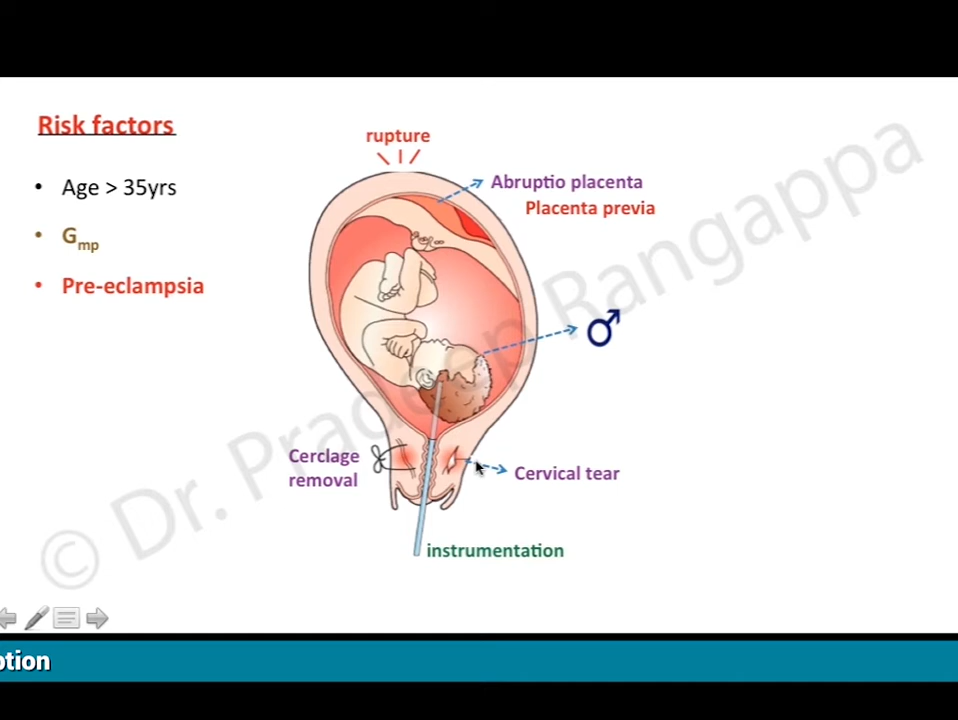 Risk factors
• Age > 35yrs
• Gmp
• Pre-eclampsia
rupture
Abruptio placenta
Placenta previa
♂
Cerclage
removal
Cervical tear
instrumentation
© Dr. Pradeep Rangappa